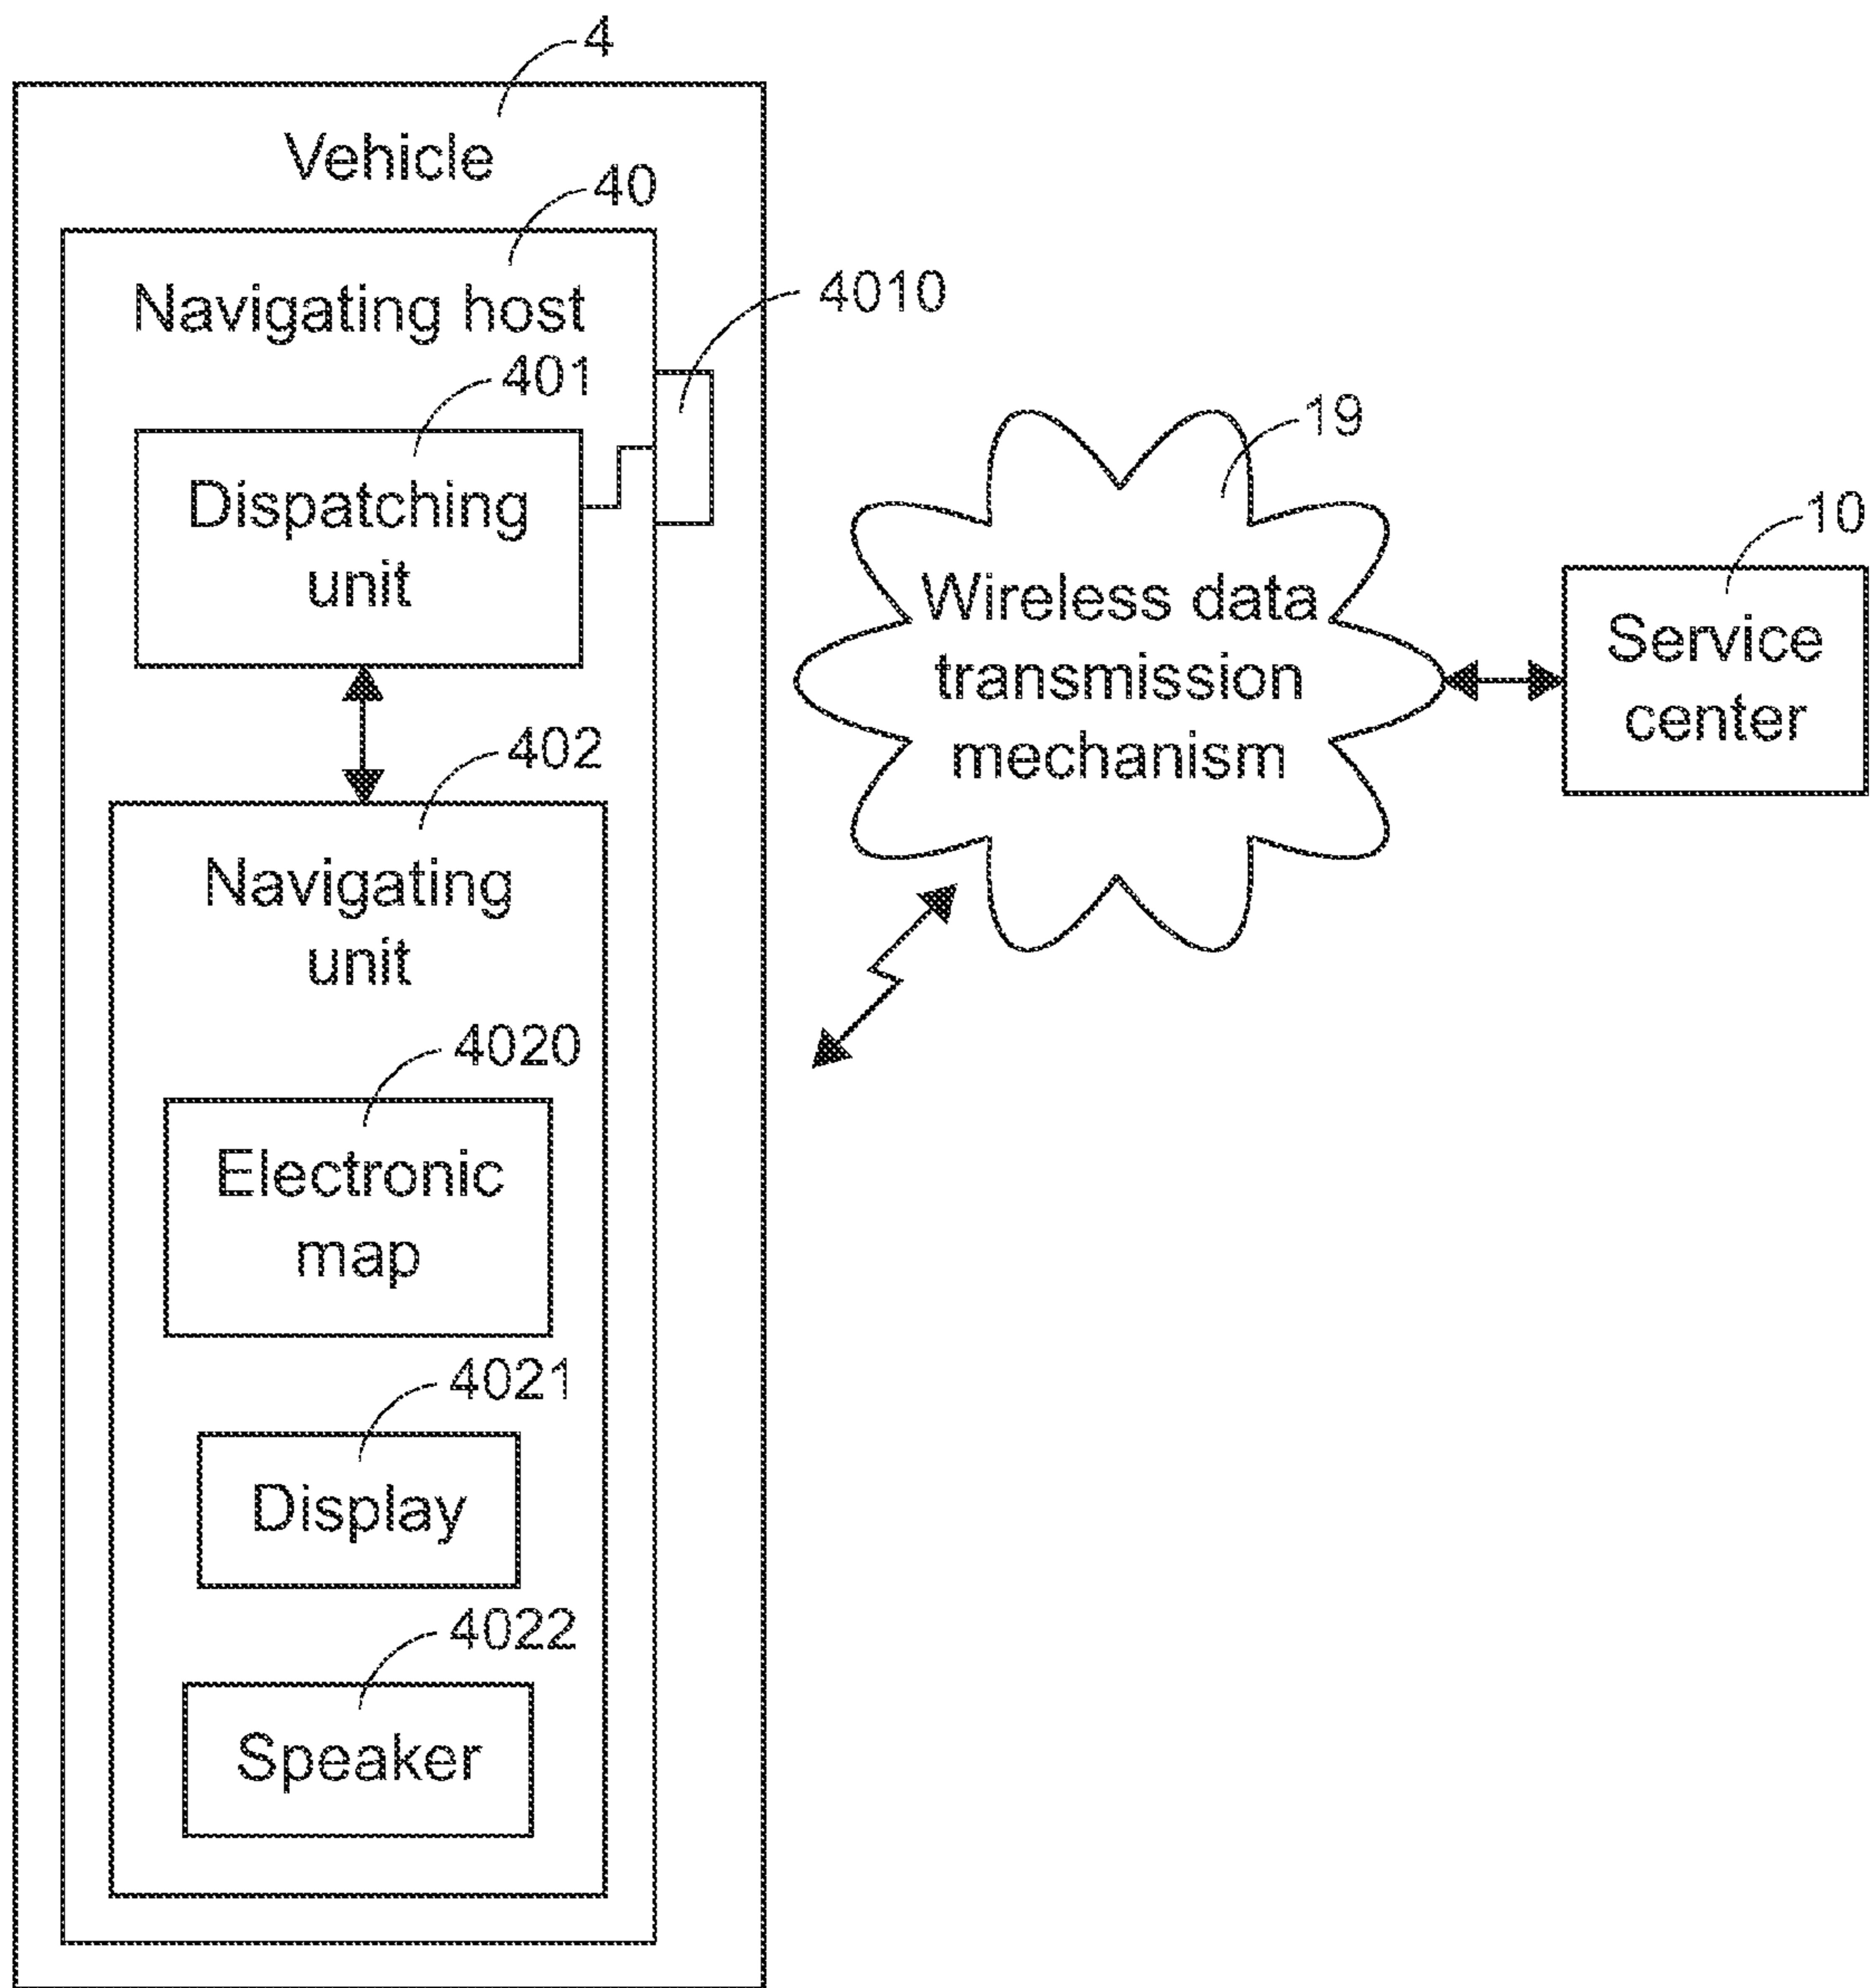 4
Vehicle
40
Navigating host
4010
401
Dispatching
unit
402
Navigating
unit
4020
Electronic
map
4021
Display
4022
Speaker
19
Wireless data
transmission
mechanism
10
Service
center